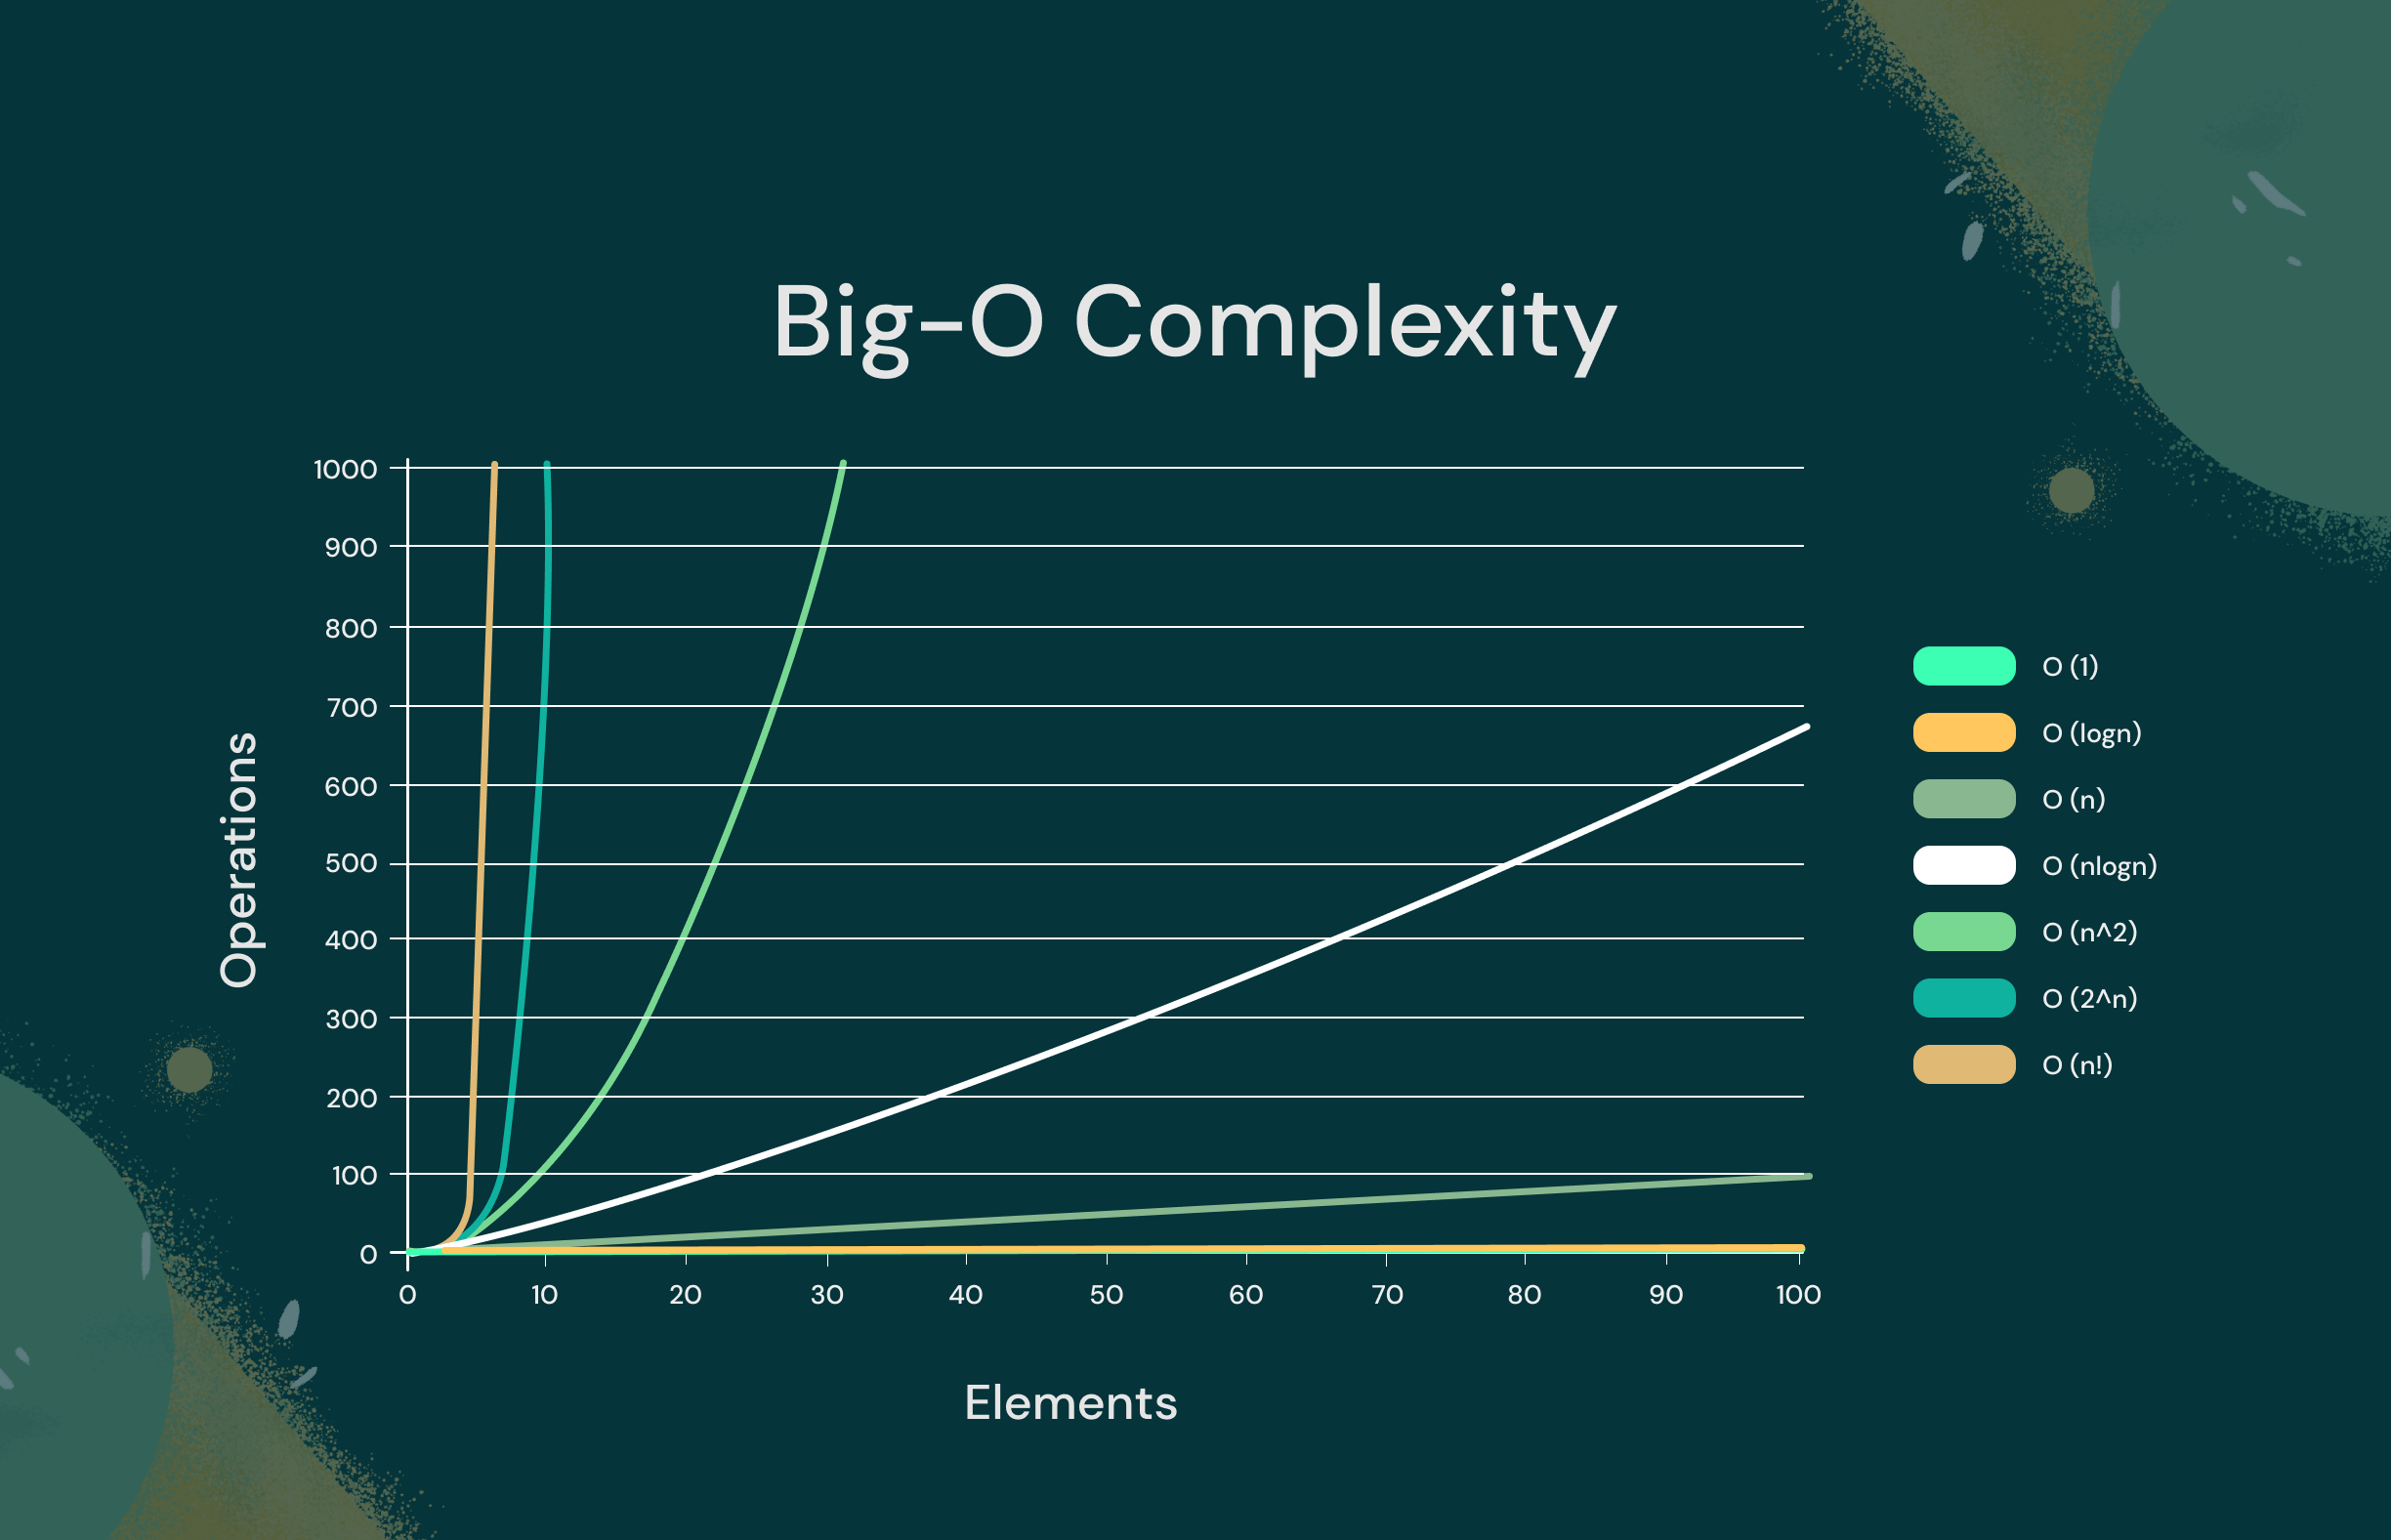 Big-O Complexity
1000
900
800
700
600
500
400
300
200
100
0
Operations
0 10 20 30 40 50 60 70 80 90 100
Elements
O (1)
O (logn)
O (n)
O (nlogn)
O (n^2)
O (2^n)
O (n!)